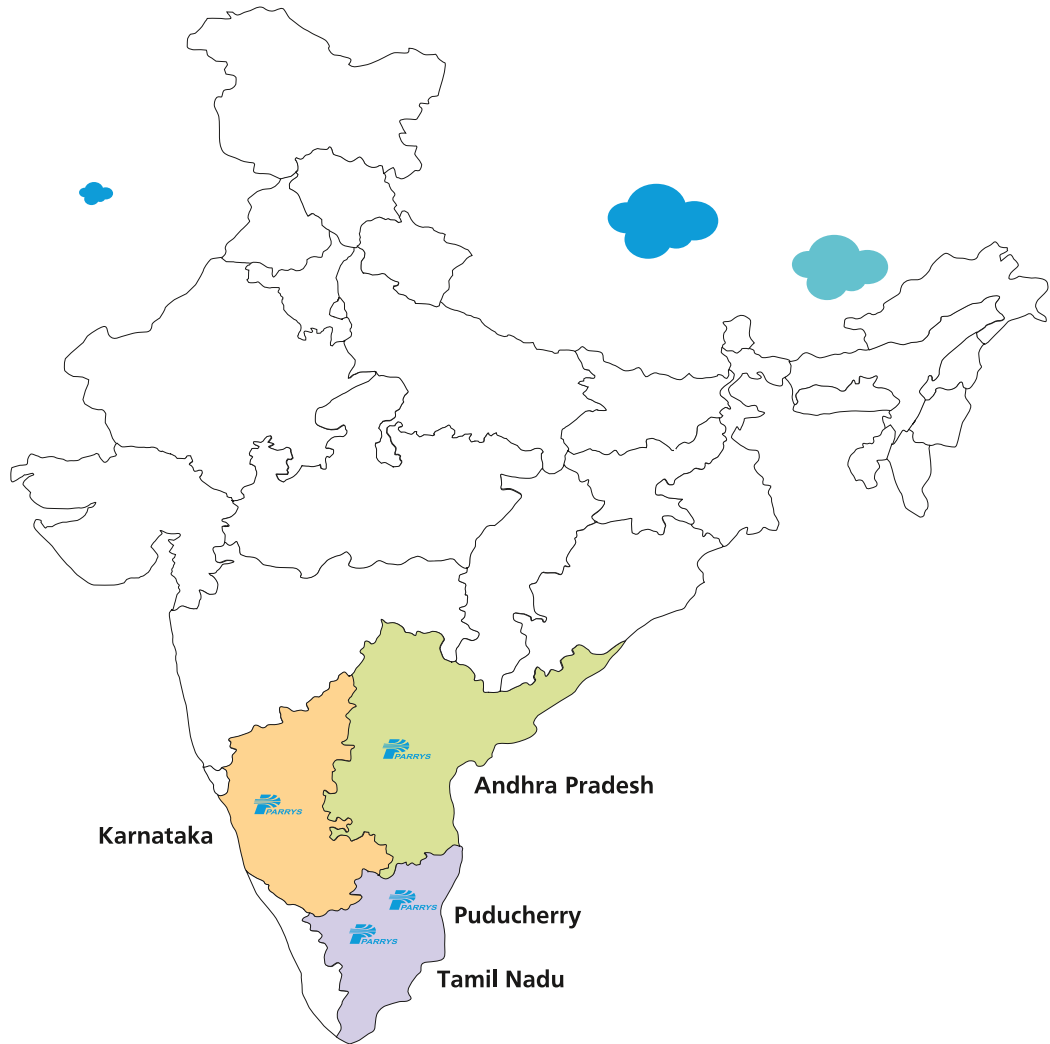 PARRYS
Andhra Pradesh
PARRYS
Karnataka
PARRYS
Puducherry
PARRYS
Tamil Nadu